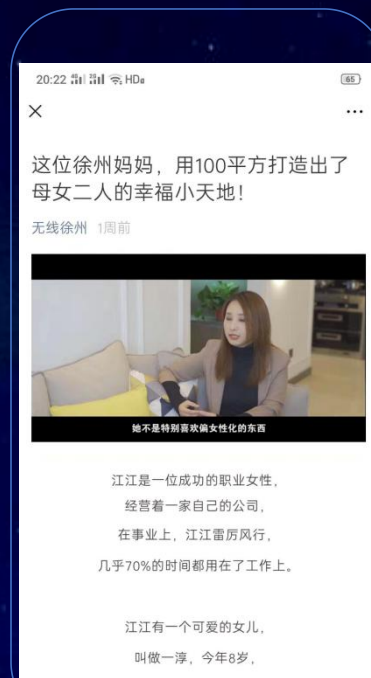 20:22 HD
65
这位徐州妈妈，用100平方打造出了
母女二人的幸福小天地！
无线徐州 1周前
她不是特别喜欢偏女性化的东西
江江是一位成功的职业女性，
经营着一家自己的公司，
在事业上，江江雷厉风行，
几乎70%的时间都用在了工作上。
江江有一个可爱的女儿，
叫做一淳，今年8岁，